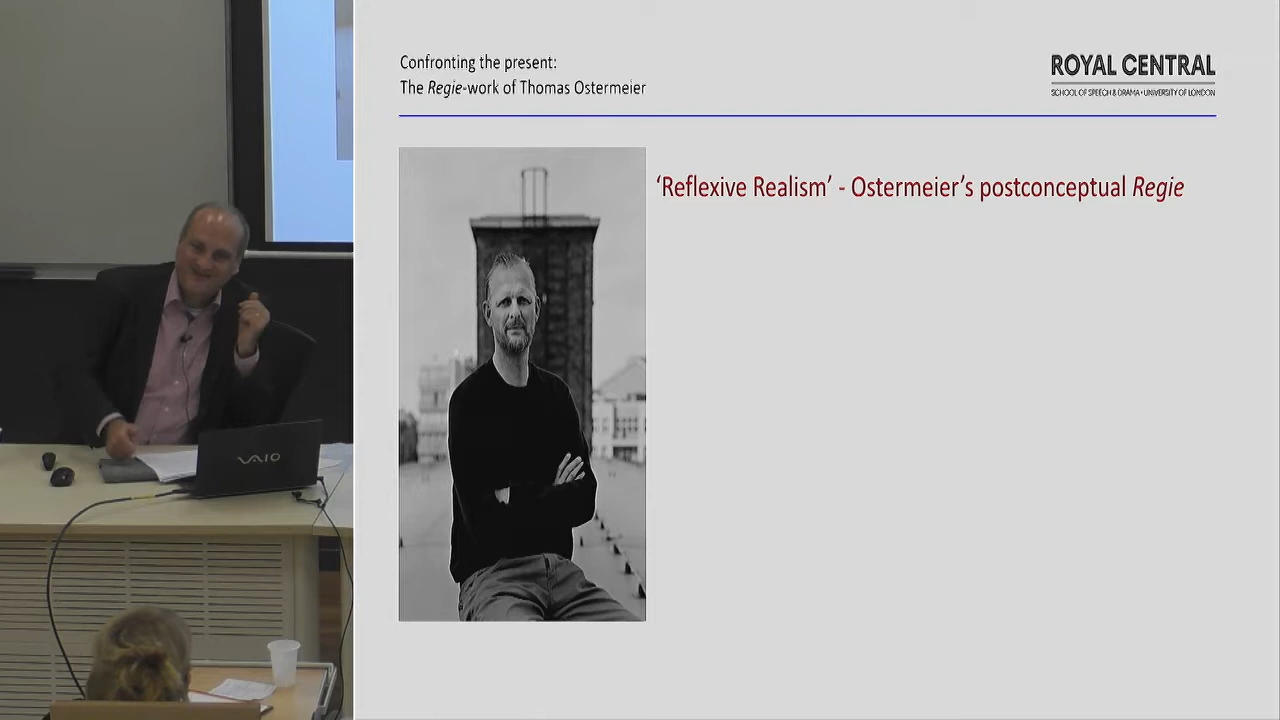 Confronting the present:
The Regie-work of Thomas Ostermeier
ROYAL CENTRAL
SCHOOL OF SPEECH & DRAMA • UNIVERSITY OF LONDON
'Reflexive Realism' - Ostermeier's postconceptual Regie
VAIO